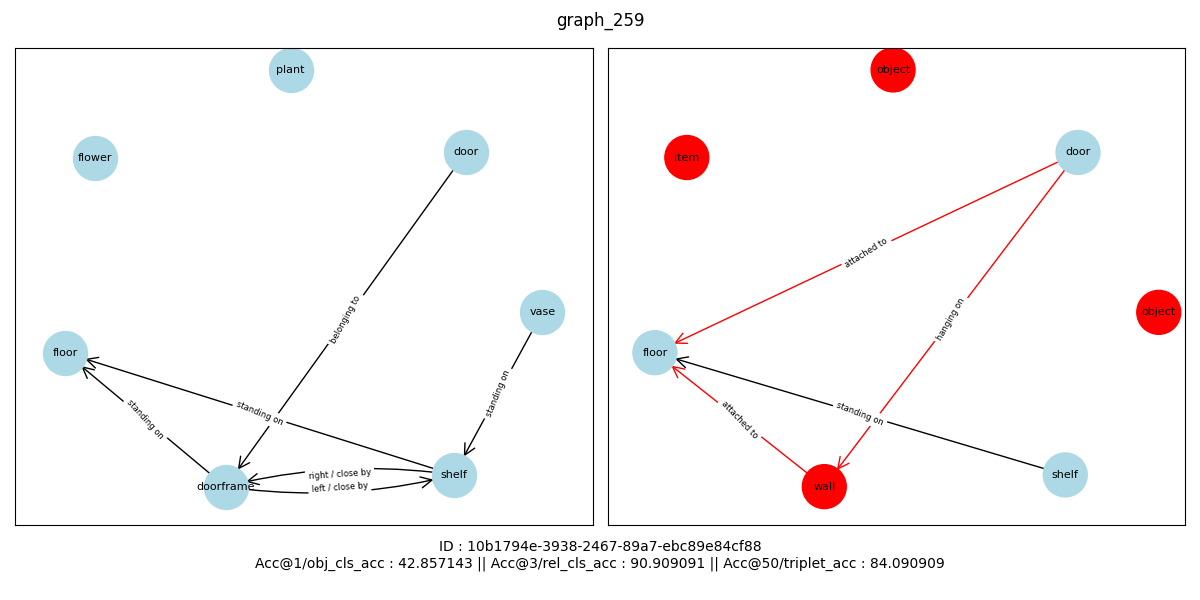 graph_259
plant
flower
door
belonging to
vase
floor
standing on
standing on
standing on
right / close by
left / close by
doorframe
shelf
object
item
door
attached to
hanging on
object
floor
standing on
attached to
wall
shelf
ID : 10b1794e-3938-2467-89a7-ebc89e84cf88
Acc@1/obj_cls_acc : 42.857143 || Acc@3/rel_cls_acc : 90.909091 || Acc@50/triplet_acc : 84.090909